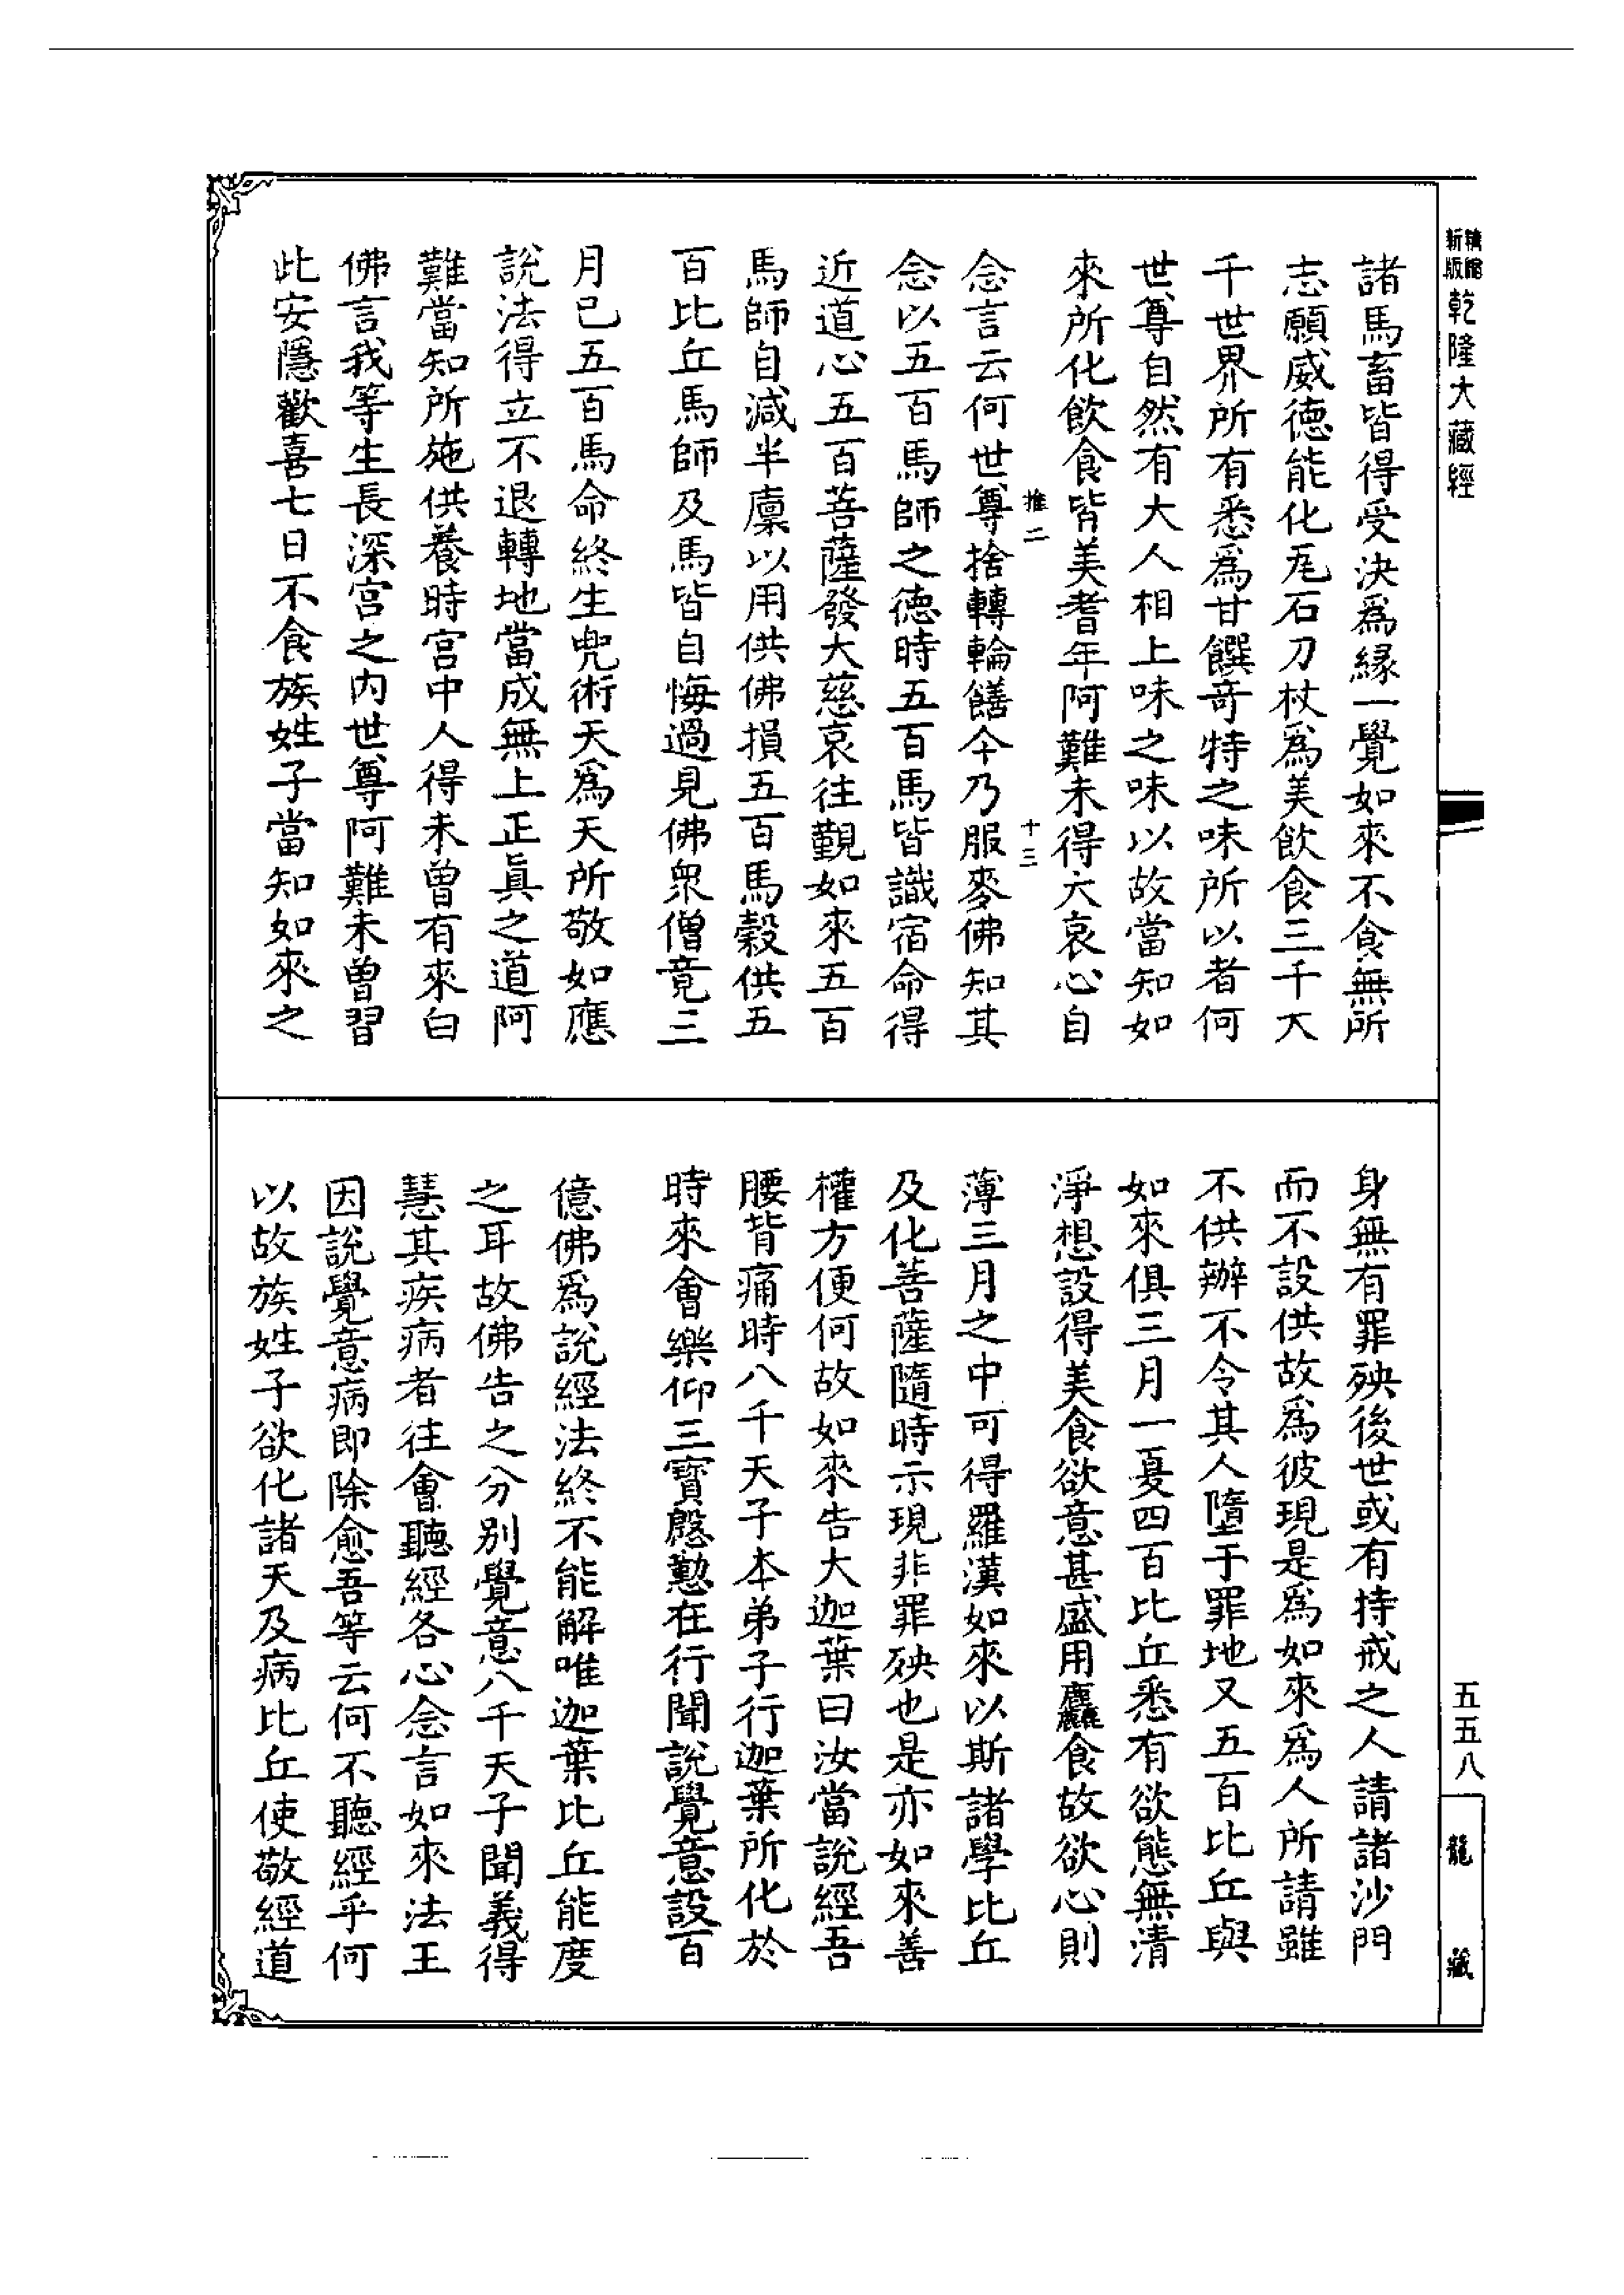 新版精縮乾隆大藏經
諸馬畜皆得受決爲緣一覺如來不食無所
志願威德能化瓦石刀杖爲美飲食三千大
千世界所有悉爲甘饌奇特之味所以者何
世尊自然有大人相上味之味以故當知如
來所化飲食皆美耆年阿難未得大哀心自
推二 十三
念言云何世尊捨轉輪饍今乃服麥佛知其
念以五百馬師之德時五百馬皆識宿命得
近道心五百菩薩發大慈哀往觀如來五百
馬師自減半廩以用供佛損五百馬穀供五
百比丘馬師及馬皆自悔過見佛衆僧竟三
月已五百馬命終生兜術天爲天所敬如應
說法得立不退轉地當成無上正眞之道阿
難當知所施供養時宮中人得未曾有來白
佛言我等生長深宮之內世尊阿難未曾習
此安隱歡喜七日不食族姓子當知如來之
身無有罪殃後世或有持戒之人請諸沙門
而不設供故爲彼現是爲如來爲人所請雖
不供辦不令其人墮于罪地又五百比丘與
如來俱三月一憂四百比丘悉有欲態無清
淨想設得美食欲意甚盛用麤食故欲心則
薄三月之中可得羅漢如來以斯諸學比丘
及化菩薩隨時示現非罪殃也是亦如來善
權方便何故如來告大迦葉曰汝當說經吾
腰背痛時八千天子本弟子行迦葉所化於
時來會樂仰三寶慇懃在行聞說覺意設百
億佛爲說經法終不能解唯迦葉比丘能度
之耳故佛告之分别覺意八千天子聞義得
慧其疾病者往會聽經各心念言如來法王
因說覺意病即除愈吾等云何不聽經乎何
以故族姓子欲化諸天及病比丘使敬經道
五五八
龍藏